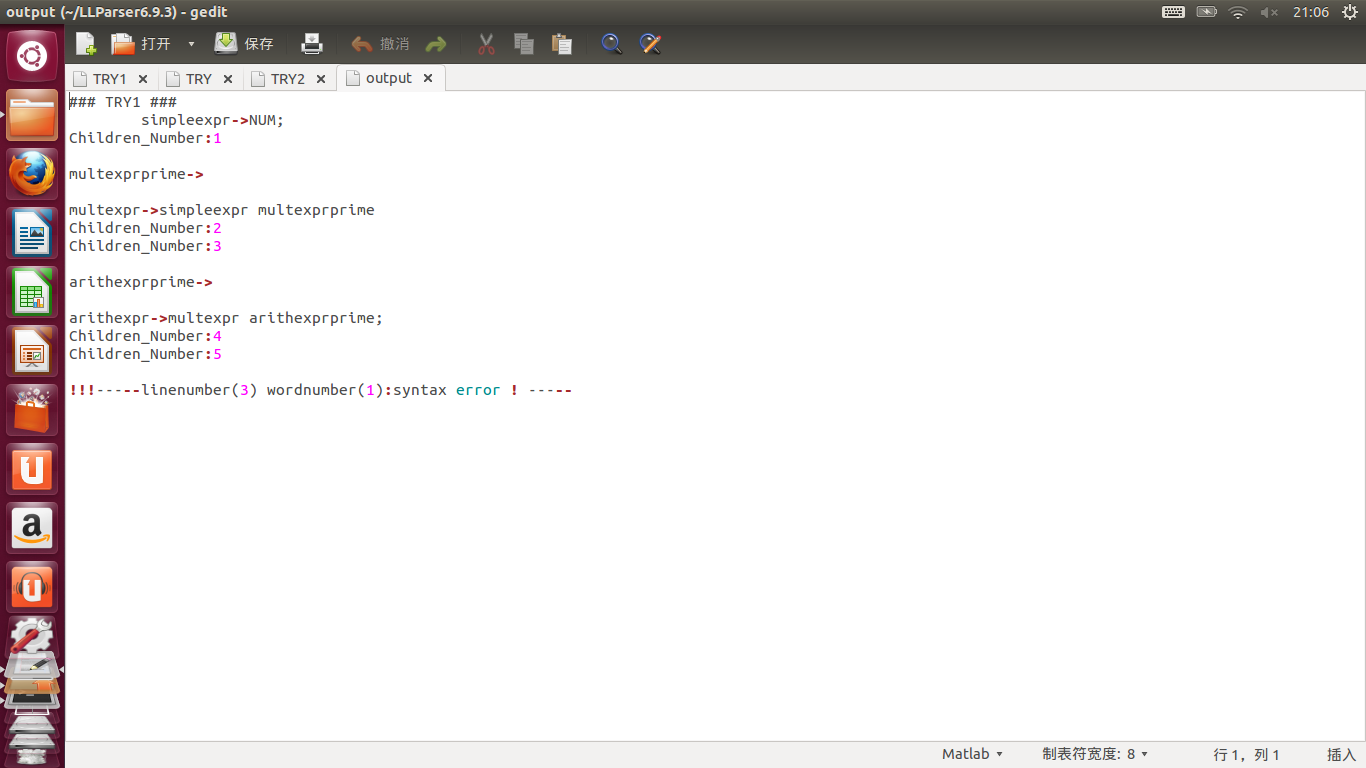 output (~/LLParser6.9.3) - gedit
21:06
打开
保存
撤消
TRY1
TRY
TRY2
output
### TRY1 ###
simpleexpr->NUM;
Children_Number:1
multexprprime->
multexpr->simpleexpr multexprprime
Children_Number:2
Children_Number:3
arithexprprime->
arithexpr->multexpr arithexprprime;
Children_Number:4
Children_Number:5
!!!-----linenumber(3) wordnumber(1):syntax error ! -----
Matlab
制表符宽度: 8
行 1，列 1
插入